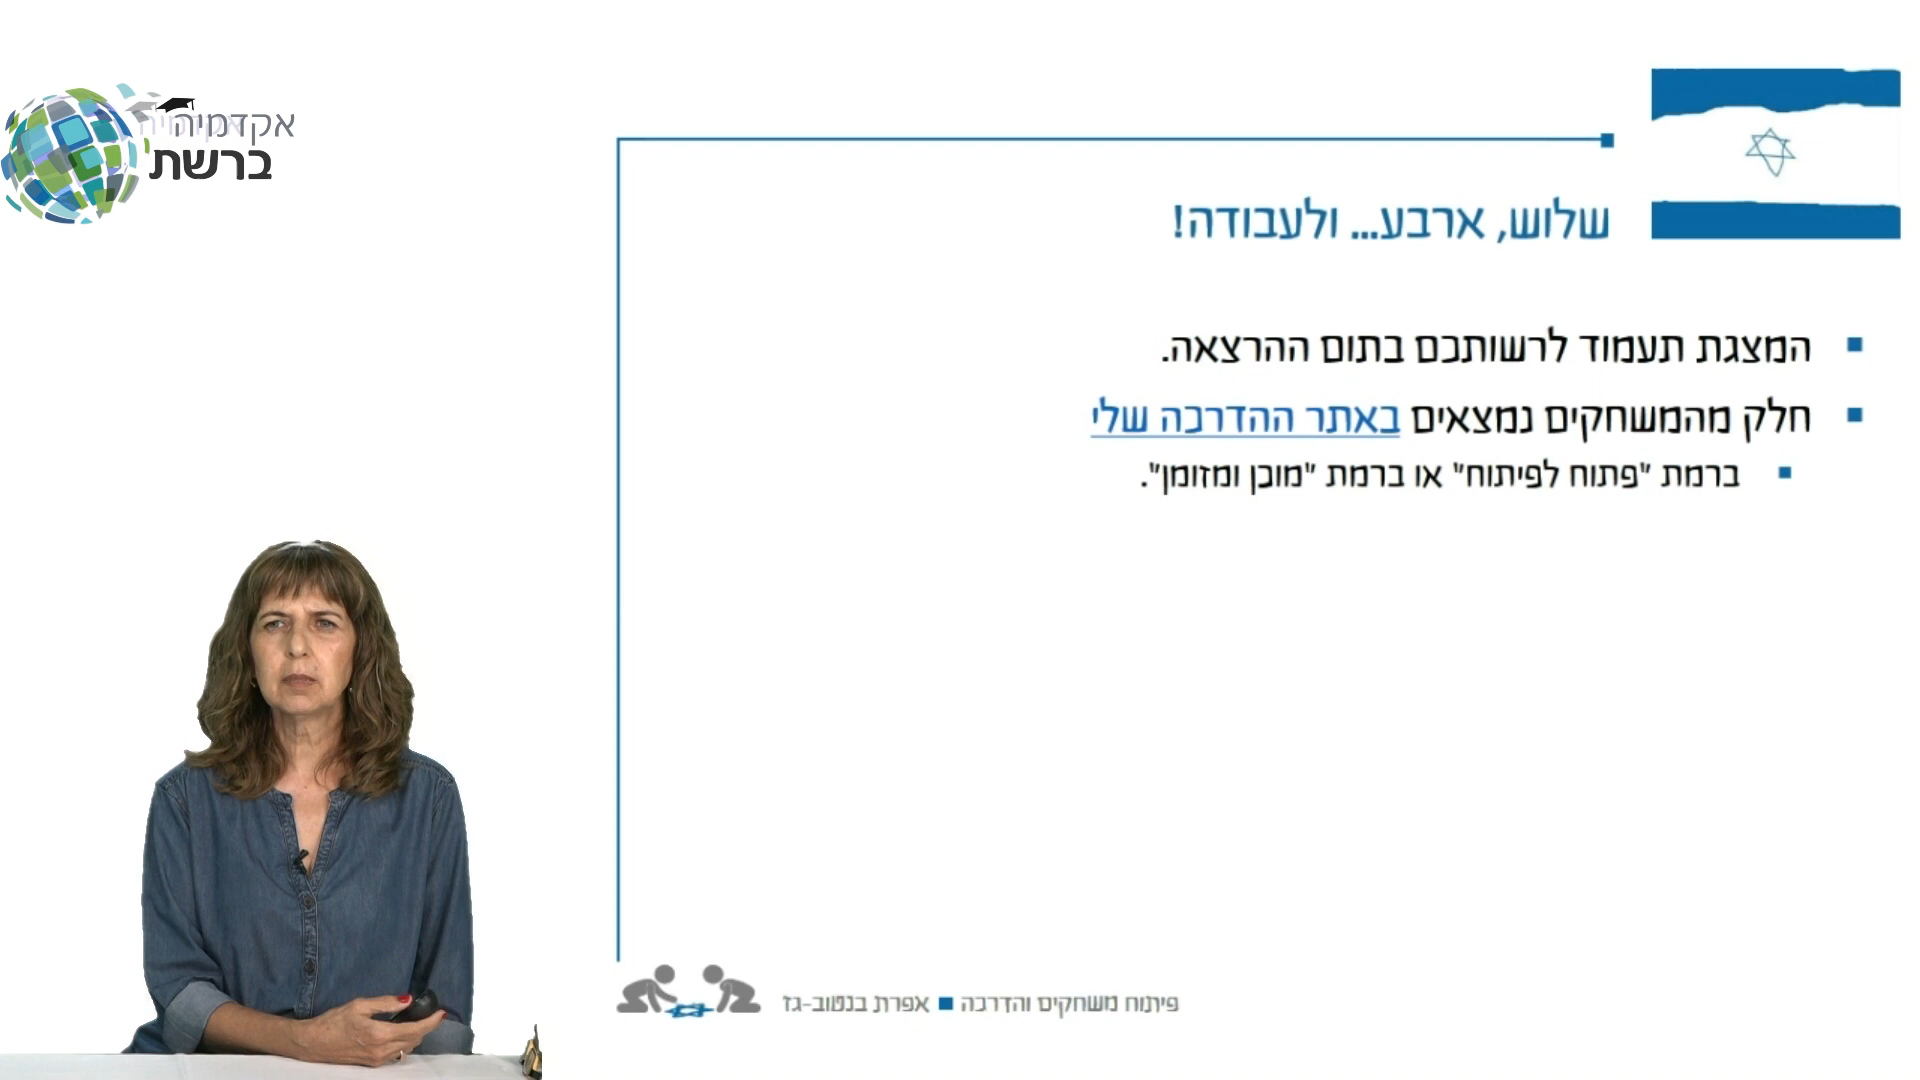 אקדמיה
ברשת
שלוש, ארבע... ולעבודה!
המצגת תעמוד לרשותכם בתום ההרצאה.
חלק מהמשחקים נמצאים באתר ההדרכה שלי
ברמת "פתוח לפיתוח" או ברמת "מוכן ומזומן".
פיתוח משחקים והדרכה ■ אפרת בנטוב-גז